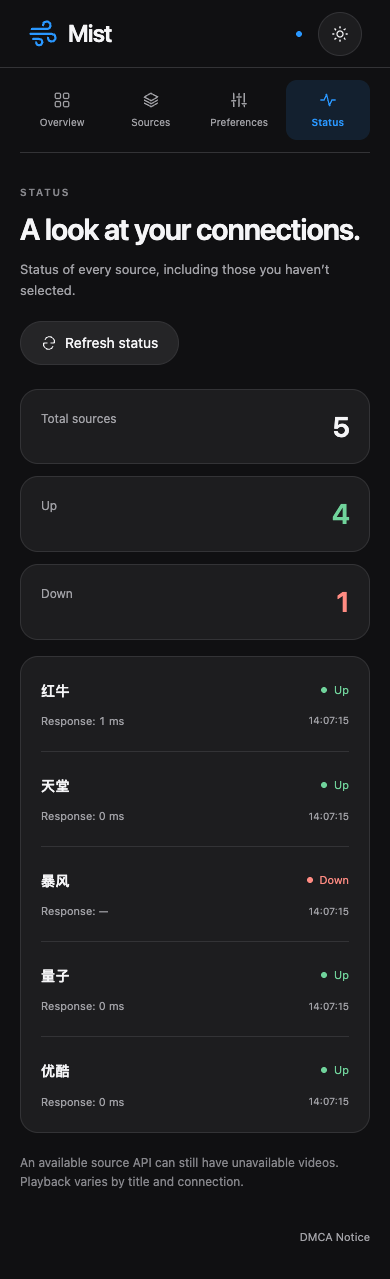 Mist
Overview
Sources
Preferences
Status
STATUS
A look at your connections.
Status of every source, including those you haven’t
selected.
Refresh status
Total sources
5
Up
4
Down
1
红牛
Up
Response: 1 ms
14:07:15
天堂
Up
Response: 0 ms
14:07:15
暴风
Down
Response: —
14:07:15
量子
Up
Response: 0 ms
14:07:15
优酷
Up
Response: 0 ms
14:07:15
An available source API can still have unavailable videos.
Playback varies by title and connection.
DMCA Notice